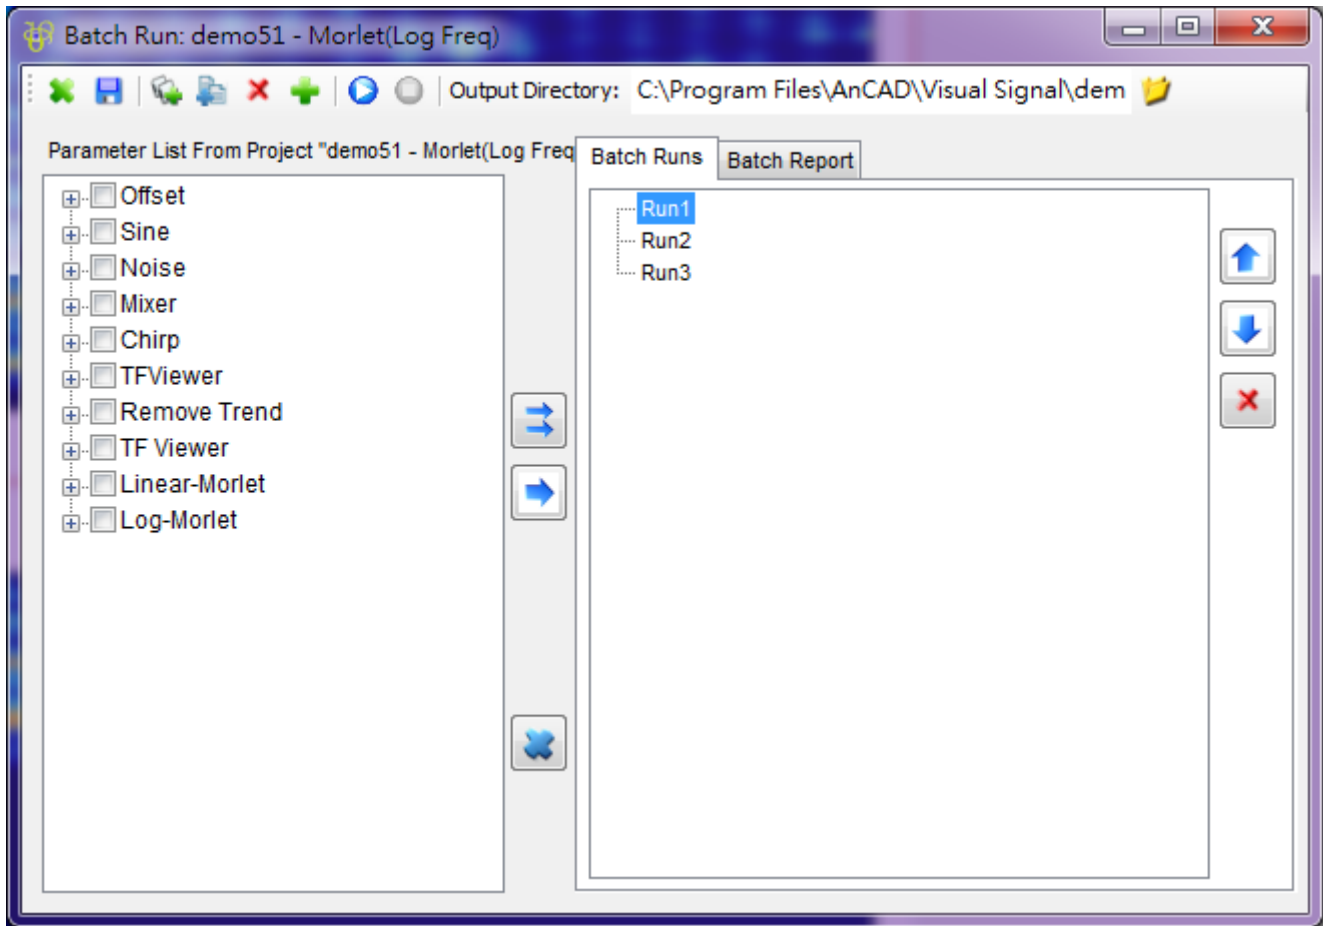 Batch Run: demo51 - Morlet(Log Freq)
Output Directory: C:\Program Files\AnCAD\Visual Signal\dem
Parameter List From Project "demo51 - Morlet(Log Freq
Batch Runs
Batch Report
Offset
Sine
Noise
Mixer
Chirp
TFViewer
Remove Trend
TF Viewer
Linear-Morlet
Log-Morlet
Run1
Run2
Run3